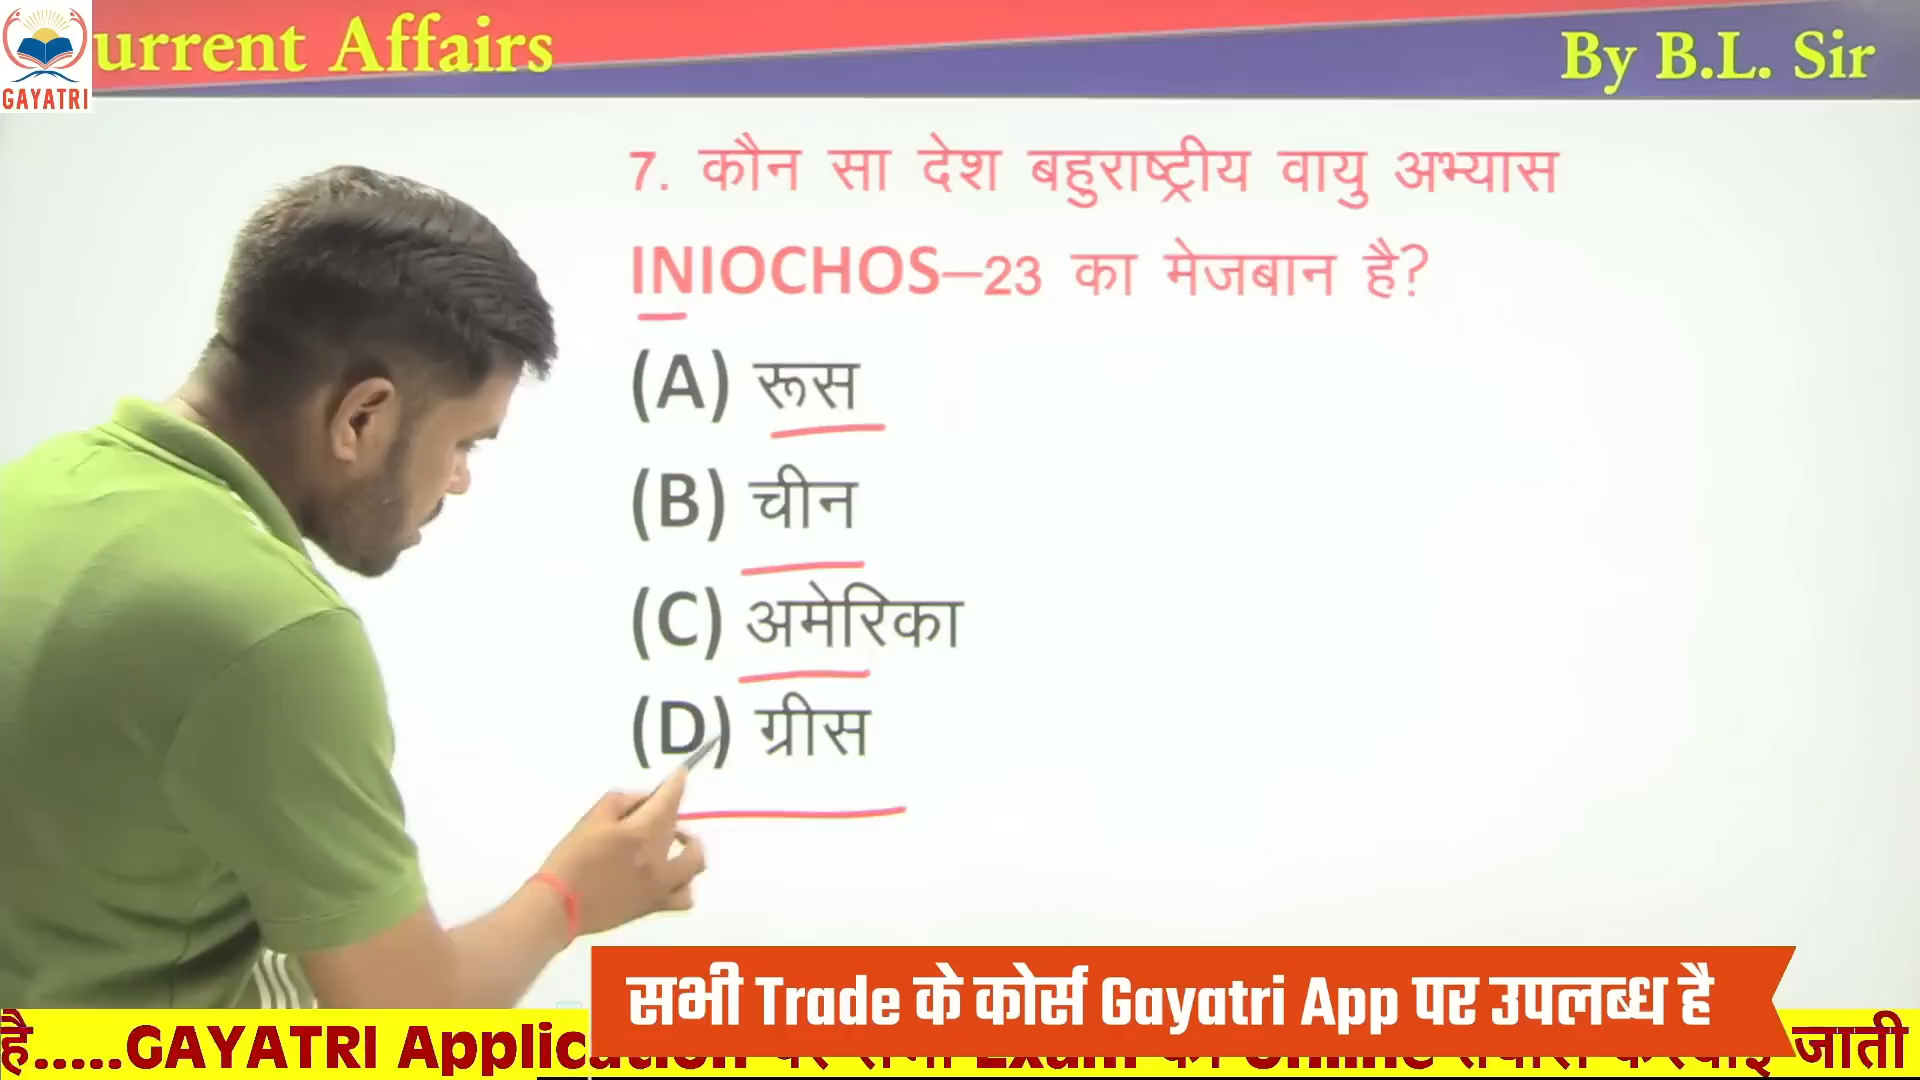 urrent Affairs
By B.L. Sir
GAYATRI
7. कौन सा देश बहुराष्ट्रीय वायु अभ्यास
INIOCHOS–23 का मेजबान है?
(A) रूस
(B) चीन
(C) अमेरिका
(D) ग्रीस
सभी Trade के कोर्स Gayatri App पर उपलब्ध है
है.....GAYATRI Applic जाती